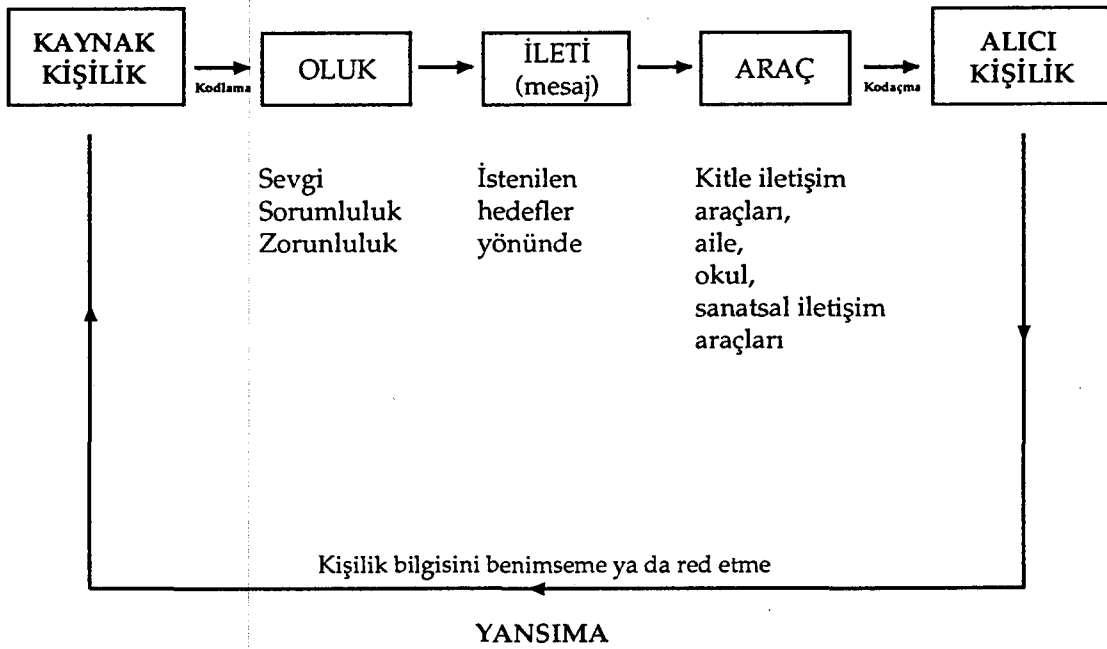 KAYNAK
KİŞİLİK
Kodlama
OLUK
İLETİ
(mesaj)
ARAÇ
Kodaçma
ALICI
KİŞİLİK
Sevgi
Sorumluluk
Zorunluluk
İstenilen
hedefler
yönünde
Kitle iletişim
araçları,
aile,
okul,
sanatsal iletişim
araçları
Kişilik bilgisini benimseme ya da red etme
YANSIMA